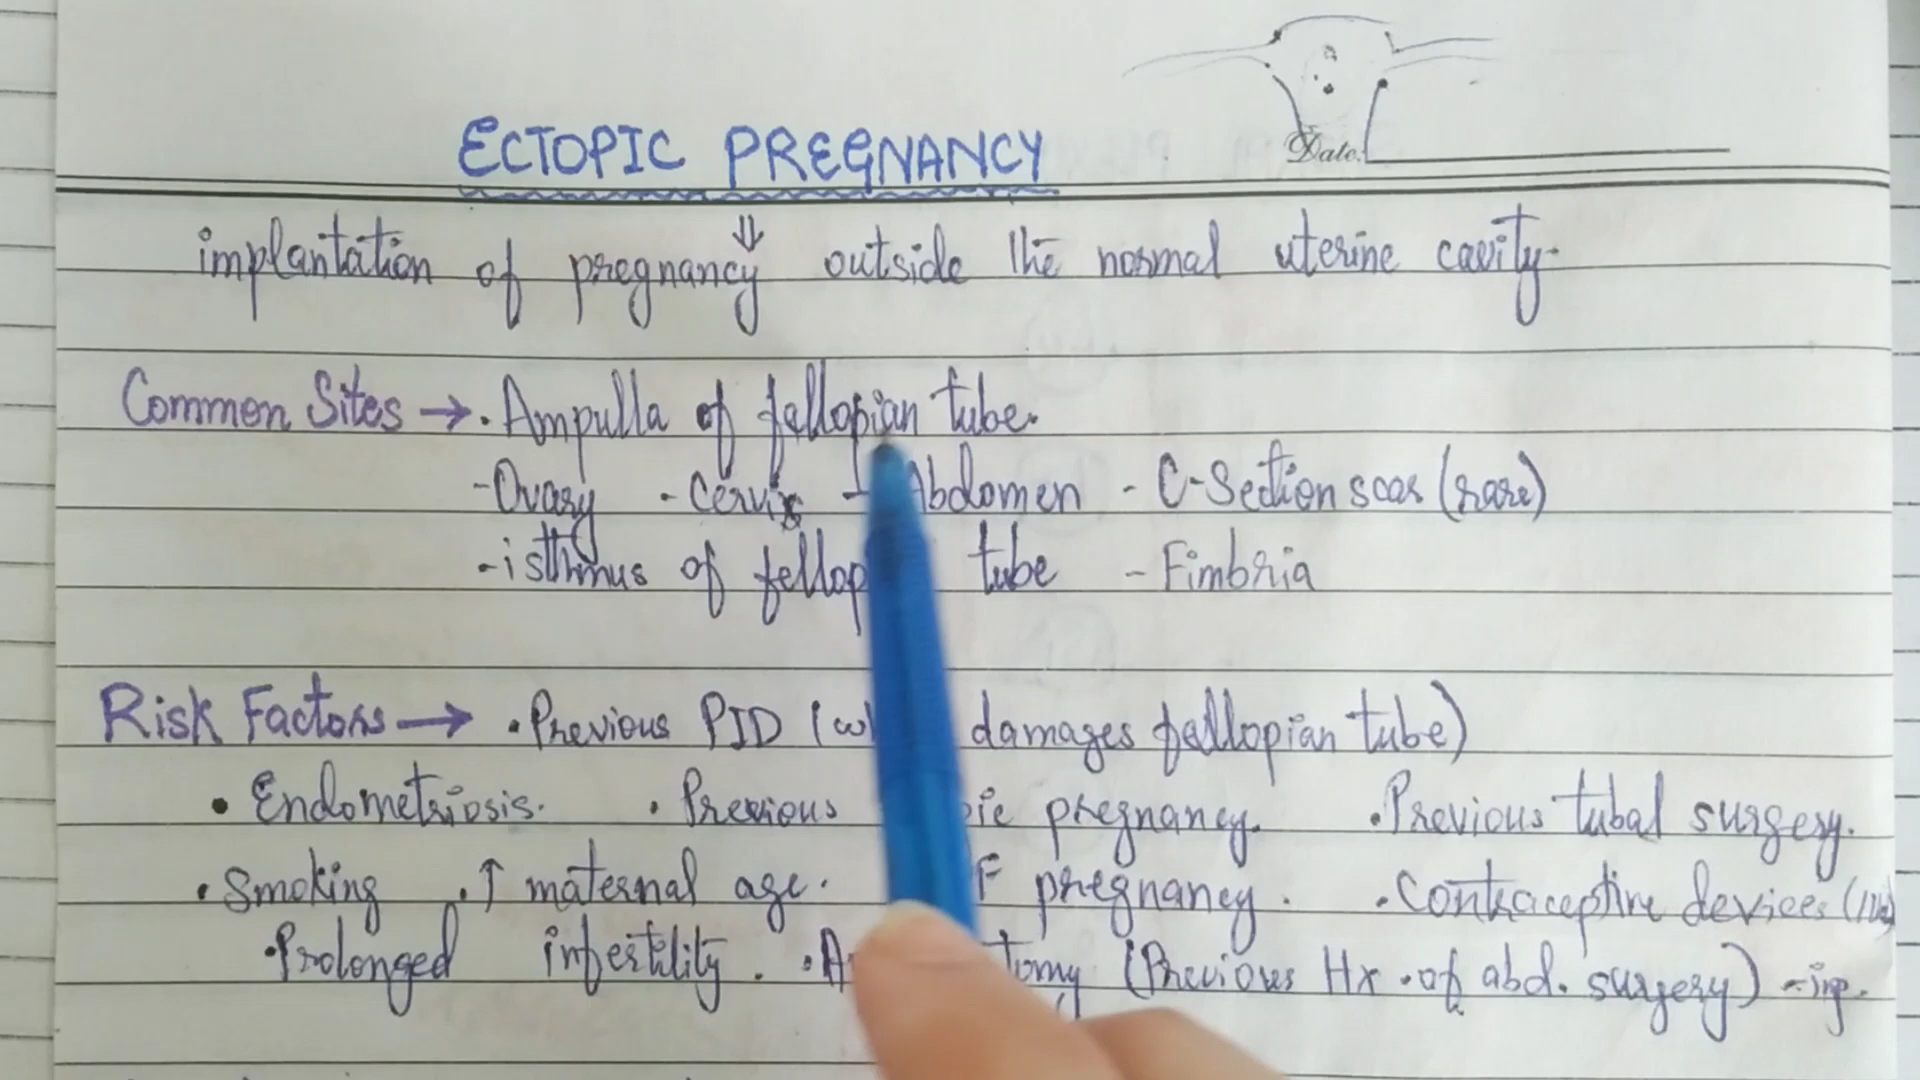 ECTOPIC PREGNANCY
Date.
implantation of pregnancy outside the normal uterine cavity.
Common Sites → • Ampulla of fallopian tube.
- Ovary - Cervix - Abdomen - C-Section scar (rare)
- isthmus of fellop tube - Fimbria
Risk Factors → • Previous PID ( damages fallopian tube)
• Endometriosis. • Previous pregnancy. • Previous tubal surgery.
• Smoking • ↑ maternal age. pregnancy. • Contraceptive devices
• Prolonged infertility. • (Previous Hx of abd. surgery) - imp.